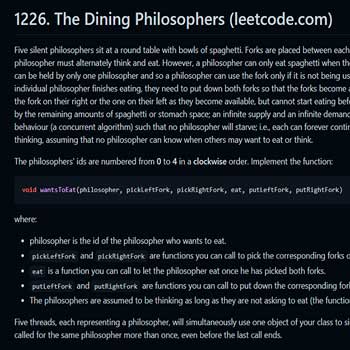 1226. The Dining Philosophers (leetcode.com)
Five silent philosophers sit at a round table with bowls of spaghetti. Forks are placed between each
philosopher must alternately think and eat. However, a philosopher can only eat spaghetti when the
can be held by only one philosopher and so a philosopher can use the fork only if it is not being us
individual philosopher finishes eating, they need to put down both forks so that the forks become a
the fork on their right or the one on their left as they become available, but cannot start eating bef
by the remaining amounts of spaghetti or stomach space; an infinite supply and an infinite demand
behaviour (a concurrent algorithm) such that no philosopher will starve; i.e., each can forever contin
thinking, assuming that no philosopher can know when others may want to eat or think.
The philosophers' ids are numbered from 0 to 4 in a clockwise order. Implement the function:
void wantsToEat(philosopher, pickLeftFork, pickRightFork, eat, putLeftFork, putRightFork)
where:
• philosopher is the id of the philosopher who wants to eat.
• pickLeftFork and pickRightFork are functions you can call to pick the corresponding forks o
• eat is a function you can call to let the philosopher eat once he has picked both forks.
• putLeftFork and putRightFork are functions you can call to put down the corresponding for
• The philosophers are assumed to be thinking as long as they are not asking to eat (the functio
Five threads, each representing a philosopher, will simultaneously use one object of your class to si
called for the same philosopher more than once, even before the last call ends.